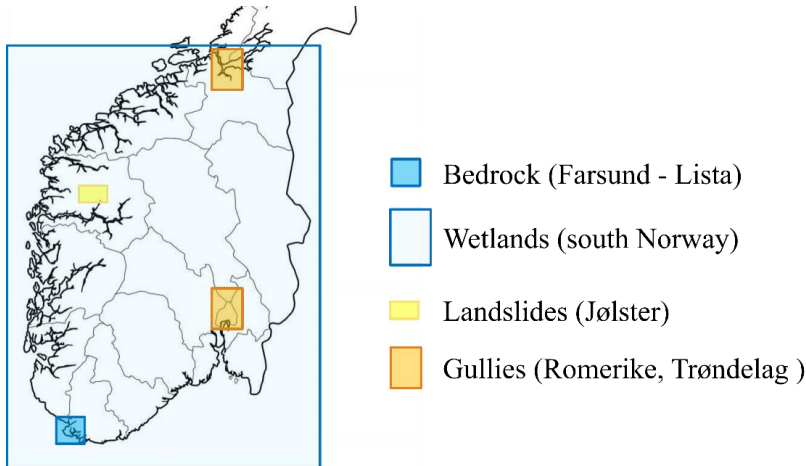 Bedrock (Farsund - Lista)
Wetlands (south Norway)
Landslides (Jølster)
Gullies (Romerike, Trøndelag )